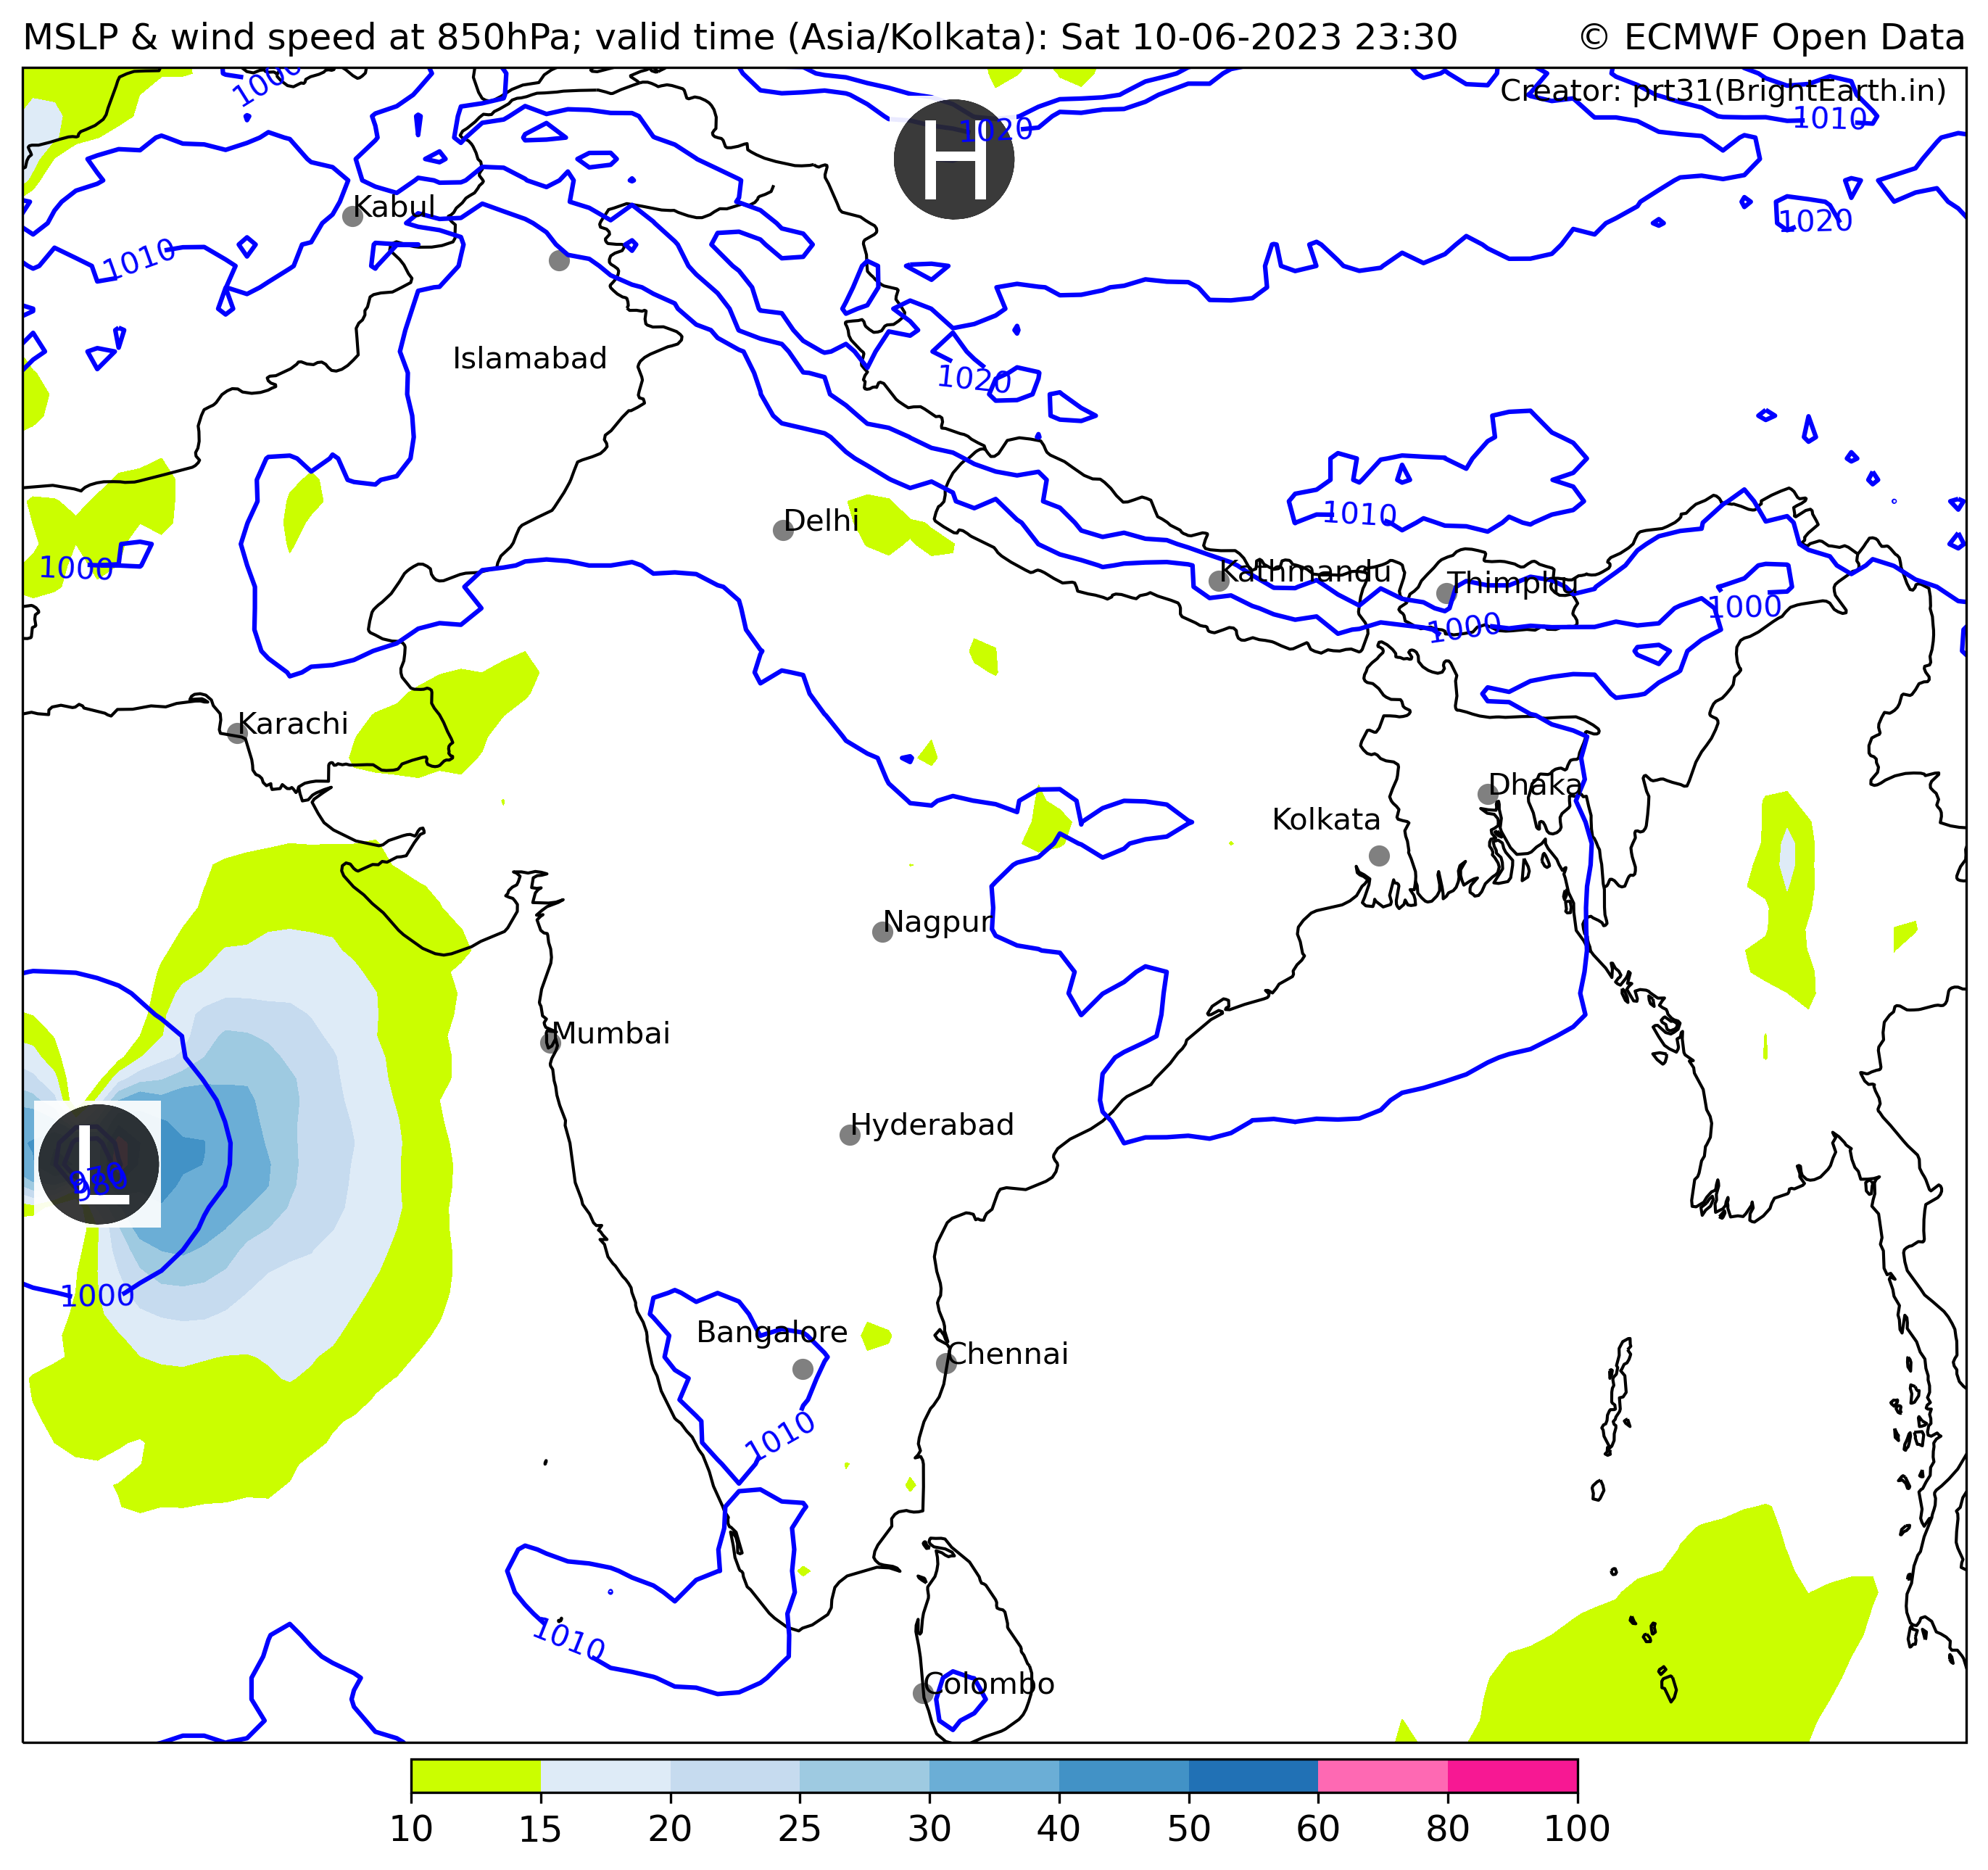 MSLP & wind speed at 850hPa; valid time (Asia/Kolkata): Sat 10-06-2023 23:30
© ECMWF Open Data
Creator: prt31(BrightEarth.in)
1000
1010
1020
H
Kabul
1020
1010
Islamabad
1020
Delhi
1010
1000
Kathmandu
Thimphu
1000
1000
Karachi
Dhaka
Kolkata
Nagpur
Mumbai
Hyderabad
L
970
980
1000
Bangalore
Chennai
1010
1010
Colombo
10 15 20 25 30 40 50 60 80 100